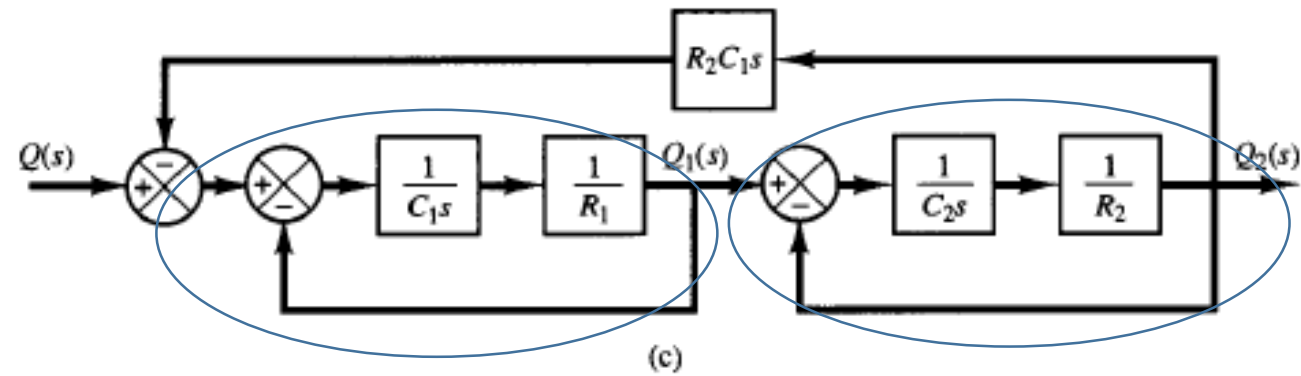 R₂C₁s
Q(s) + − + − 1/C₁s 1/R₁ Q₁(s) + − 1/C₂s 1/R₂ Q₂(s)
(c)